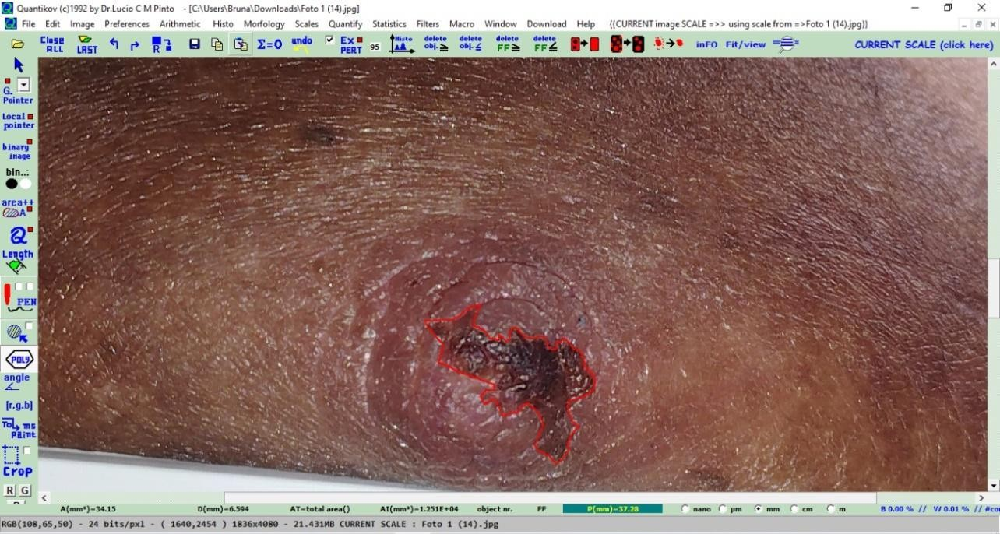 Quantikov (c)1992 by Dr.Lucio C M Pinto - [C:\Users\Bruna\Downloads\Foto 1 (14).jpg]
File Edit Image Preferences Arithmetic Histo Morfology Scales Quantify Statistics Filters Macro Window Download Help {{CURRENT image SCALE =>> using scale from =>Foto 1 (14).jpg}}
Close ALL LAST R Σ=0 undo EX PERT 95 Histo delete obj.≥ delete obj.≤ delete FF≥ delete FF≤ inFO Fit/view CURRENT SCALE (click here)
G.
Pointer
Local
pointer
binary
image
bin...:
area++
A
Q
Length
PEN
POLY
angle
[r,g,b]
To ms
Paint
Crop
R G
A(mm²)=34.15 D(mm)=6.594 AT=total area() AI(mm²)=1.251E+04 object nr. FF P(mm)=37.28 nano µm mm cm m B 0.00 % // W 0.01 % //
RGB(108,65,50) - 24 bits/pxl - ( 1640,2454 ) 1836x4080 - 21.431MB CURRENT SCALE : Foto 1 (14).jpg